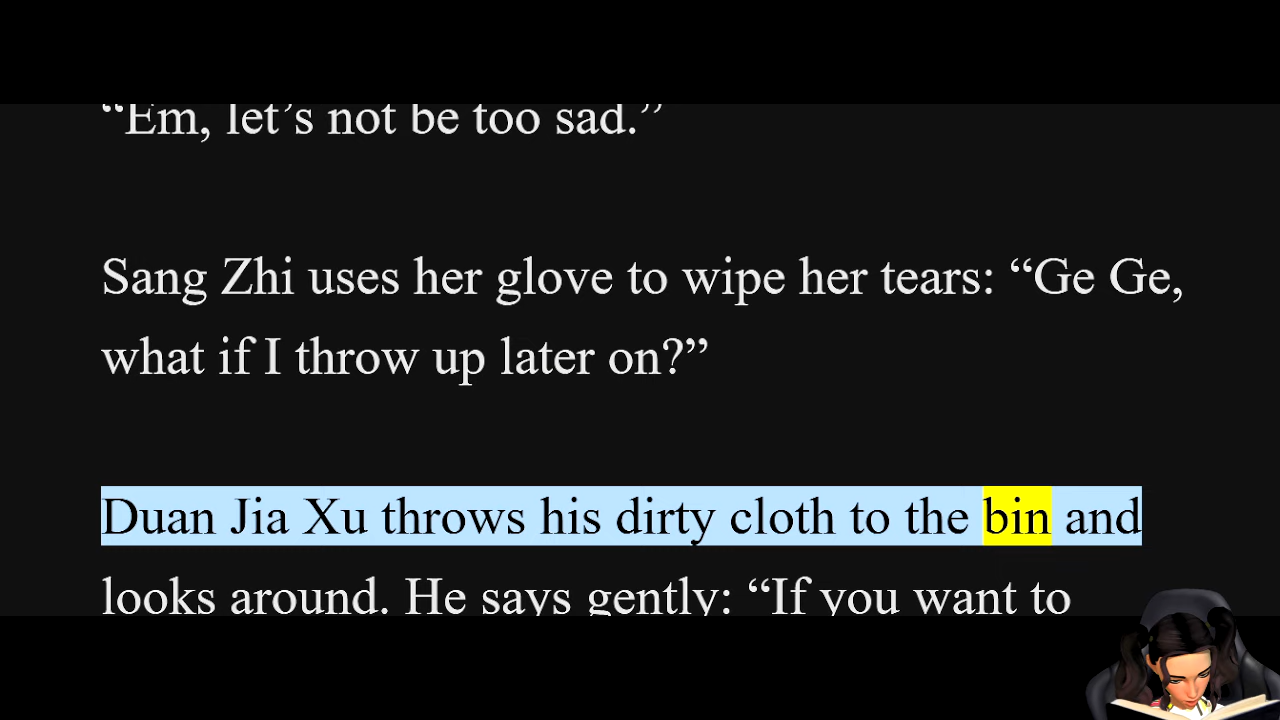 “Em, let’s not be too sad.”
Sang Zhi uses her glove to wipe her tears: “Ge Ge,
what if I throw up later on?”
Duan Jia Xu throws his dirty cloth to the bin and
looks around. He says gently: “If you want to